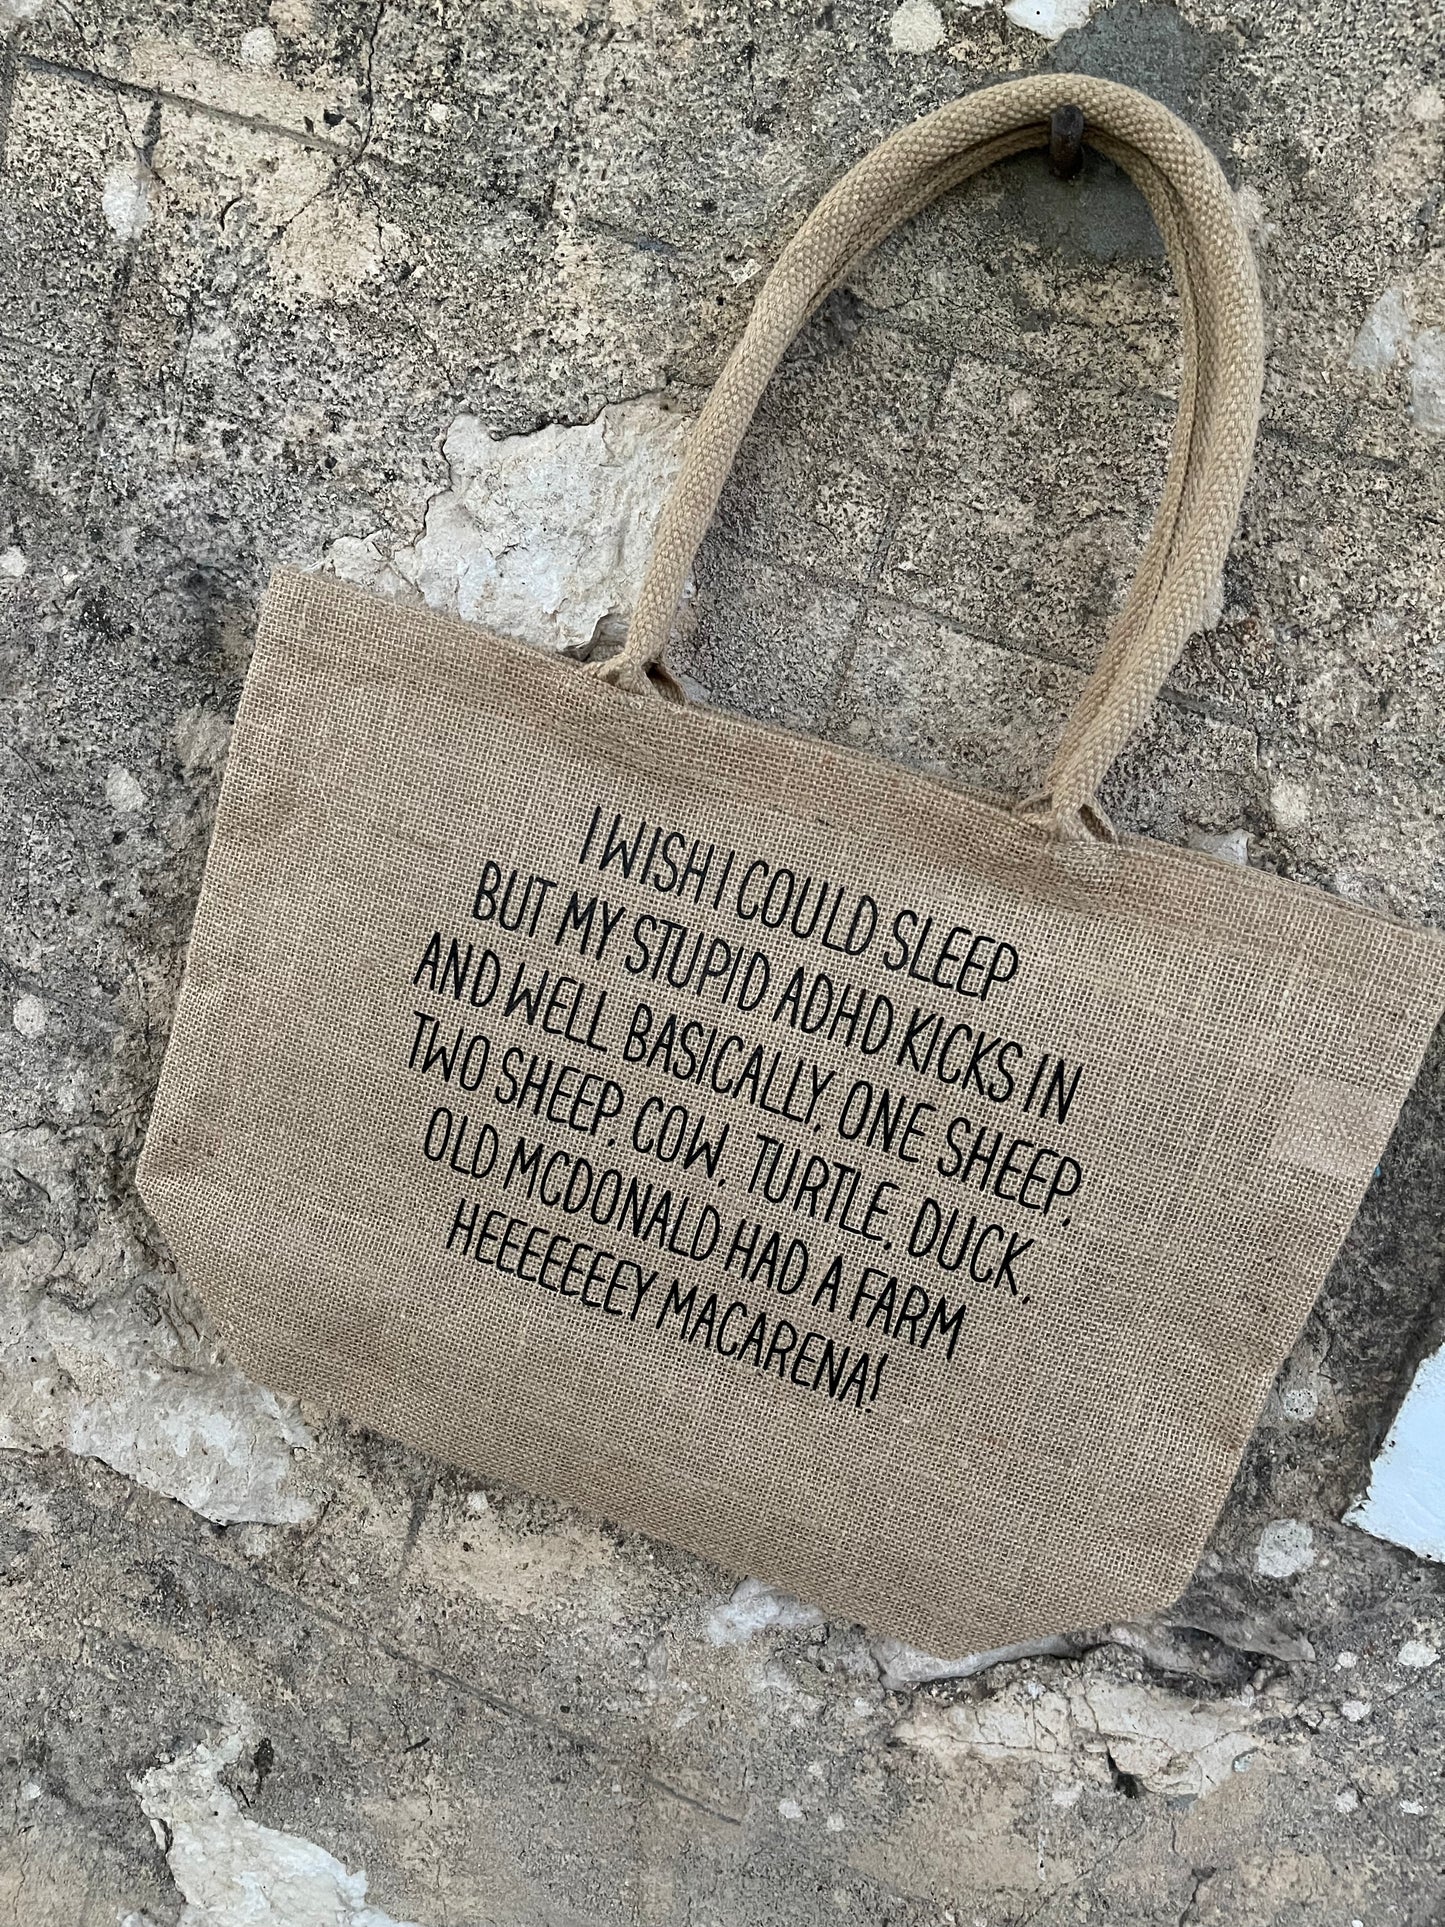 I WISH I COULD SLEEP
BUT MY STUPID ADHD KICKS IN
AND WELL BASICALLY, ONE SHEEP,
TWO SHEEP, COW, TURTLE, DUCK,
OLD MCDONALD HAD A FARM
HEEEEEEEY MACARENA!